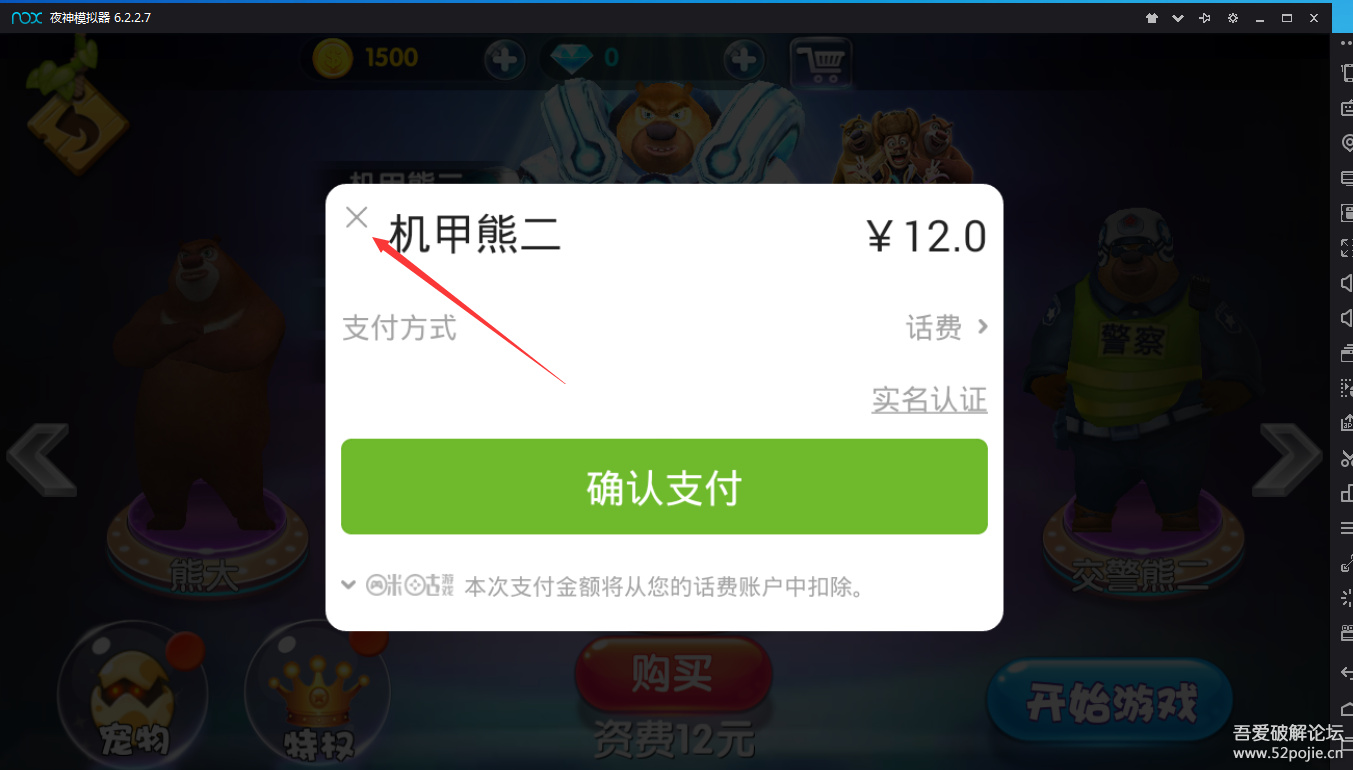 nox 夜神模拟器 6.2.2.7
1500
0
机甲熊二
机甲熊二
¥ 12.0
支付方式
话费
实名认证
警察
确认支付
咪咕游戏 本次支付金额将从您的话费账户中扣除。
熊大
交警熊二
宠物
特权
购买
资费12元
开始游戏
吾爱破解论坛
www.52pojie.cn